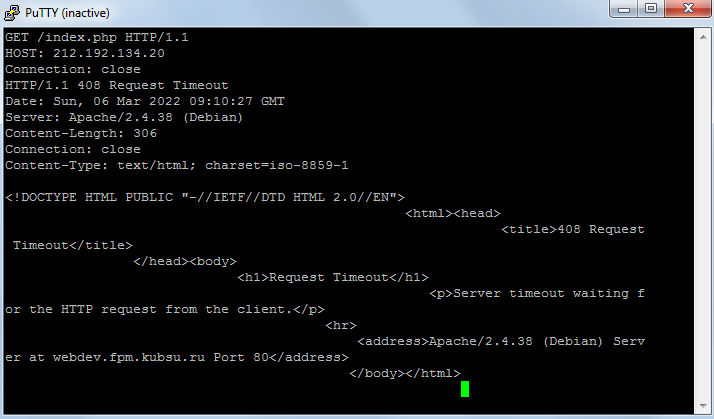 PuTTY (inactive)
GET /index.php HTTP/1.1
HOST: 212.192.134.20
Connection: close
HTTP/1.1 408 Request Timeout
Date: Sun, 06 Mar 2022 09:10:27 GMT
Server: Apache/2.4.38 (Debian)
Content-Length: 306
Connection: close
Content-Type: text/html; charset=iso-8859-1

<!DOCTYPE HTML PUBLIC "-//IETF//DTD HTML 2.0//EN">
<html><head>
<title>408 Request
Timeout</title>
</head><body>
<h1>Request Timeout</h1>
<p>Server timeout waiting f
or the HTTP request from the client.</p>
<hr>
<address>Apache/2.4.38 (Debian) Serv
er at webdev.fpm.kubsu.ru Port 80</address>
</body></html>